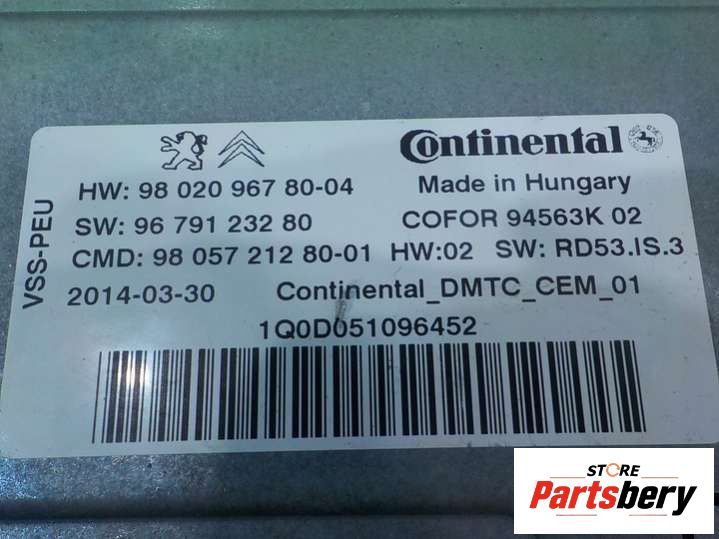 Continental
HW: 98 020 967 80-04
Made in Hungary
SW: 96 791 232 80
COFOR 94563K 02
CMD: 98 057 212 80-01 HW:02 SW: RD53.IS.3
2014-03-30 Continental_DMTC_CEM_01
1Q0D051096452
VSS-PEU
STORE
Partsbery